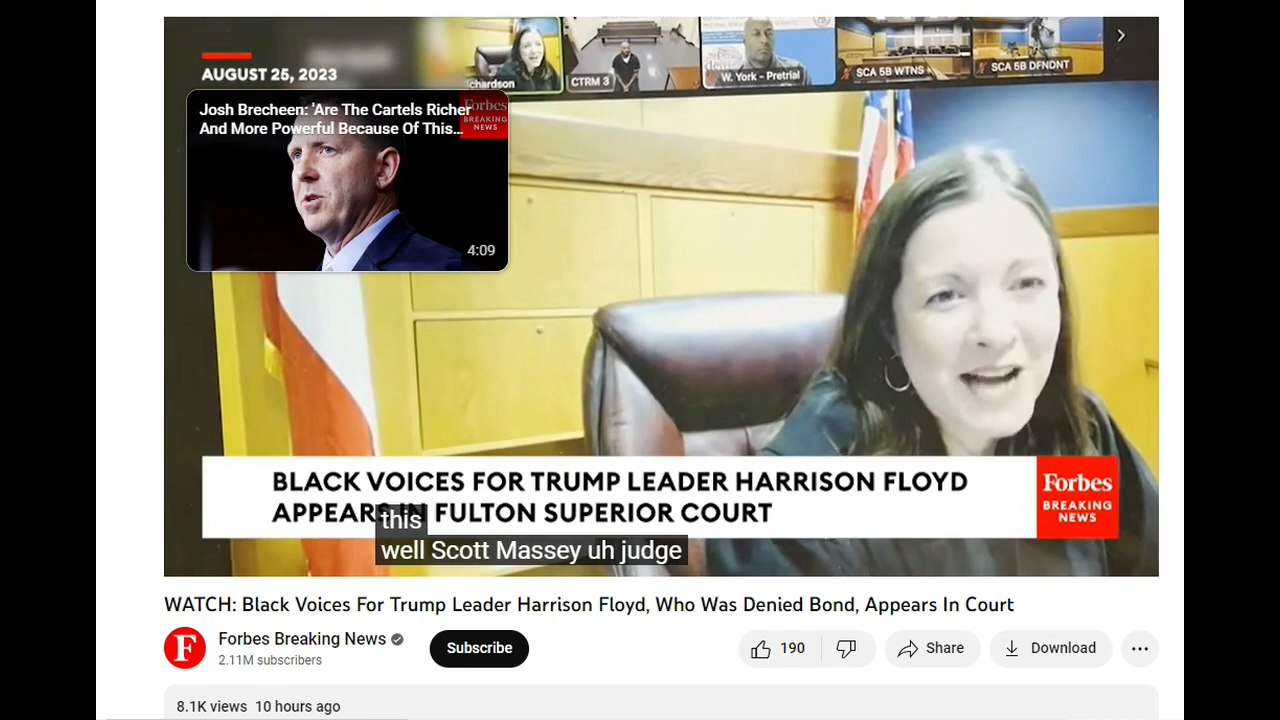 chardson
CTRM 3
W. York - Pretrial
SCA 5B WTNS
SCA 5B DFNDNT
AUGUST 25, 2023
Josh Brecheen: 'Are The Cartels Richer
And More Powerful Because Of This...
Forbes
BREAKING
NEWS
4:09
BLACK VOICES FOR TRUMP LEADER HARRISON FLOYD
APPEARS IN FULTON SUPERIOR COURT
Forbes
BREAKING
NEWS
this
well Scott Massey uh judge
WATCH: Black Voices For Trump Leader Harrison Floyd, Who Was Denied Bond, Appears In Court
F
Forbes Breaking News
2.11M subscribers
Subscribe
190
Share
Download
8.1K views 10 hours ago